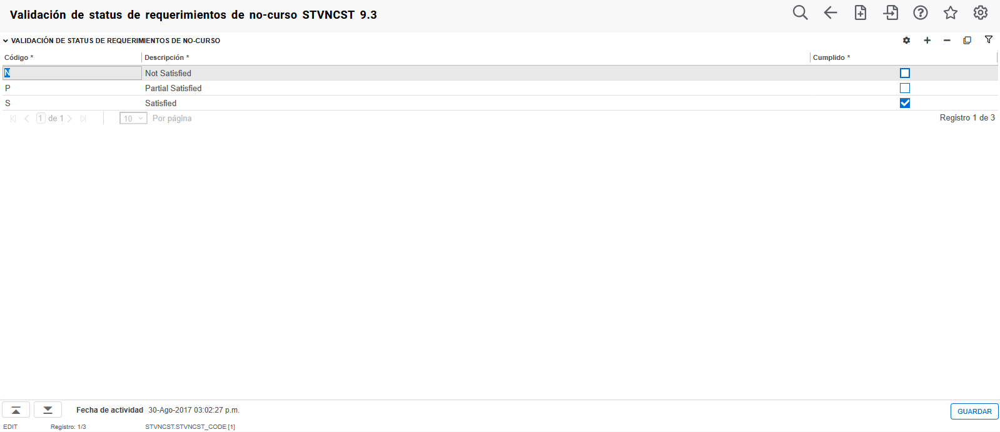 Validación de status de requerimientos de no-curso STVNCST 9.3
VALIDACIÓN DE STATUS DE REQUERIMIENTOS DE NO-CURSO
Código * Descripción * Cumplido *
N Not Satisfied
P Partial Satisfied
S Satisfied
1 de 1 10 Por página Registro 1 de 3
Fecha de actividad 30-Ago-2017 03:02:27 p.m. GUARDAR
EDIT Registro: 1/3 STVNCST.STVNCST_CODE [1]